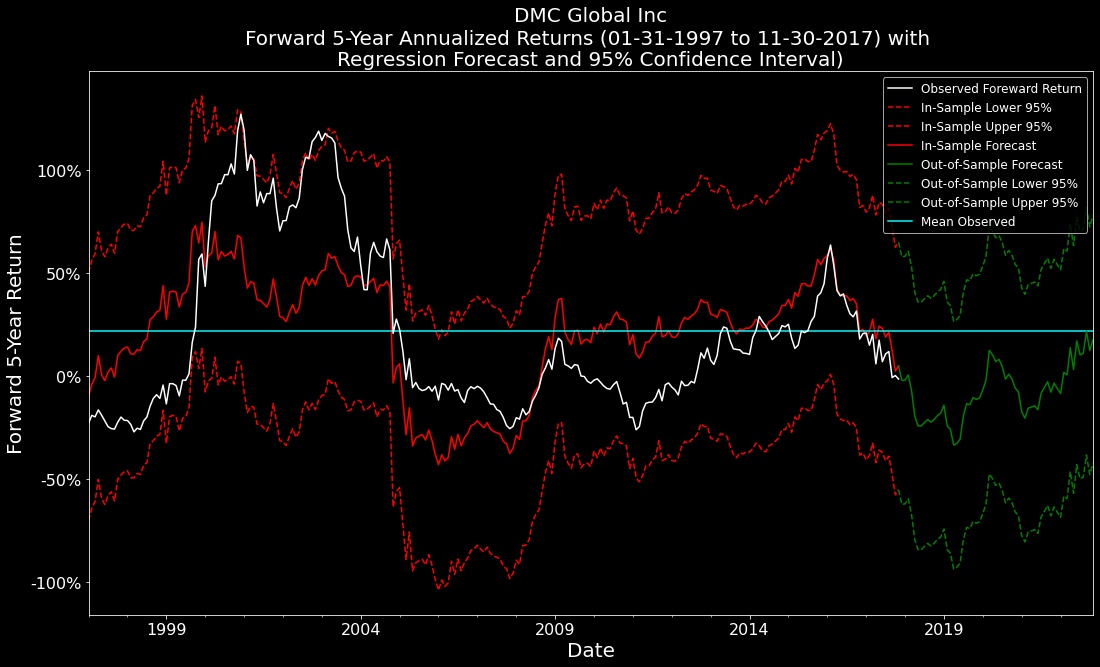 DMC Global Inc
Forward 5-Year Annualized Returns (01-31-1997 to 11-30-2017) with
Regression Forecast and 95% Confidence Interval)
Observed Foreward Return
In-Sample Lower 95%
In-Sample Upper 95%
In-Sample Forecast
Out-of-Sample Forecast
Out-of-Sample Lower 95%
Out-of-Sample Upper 95%
Mean Observed
Forward 5-Year Return
100%
50%
0%
-50%
-100%
1999
2004
2009
2014
2019
Date